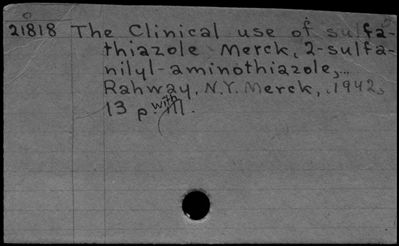 21818 The Clinical use of sulfa-
thiazole Merck, 2-sulfa-
nilyl-aminothiazole,...
Rahway, N.Y. Merck, 1942.
13 p. with ill.